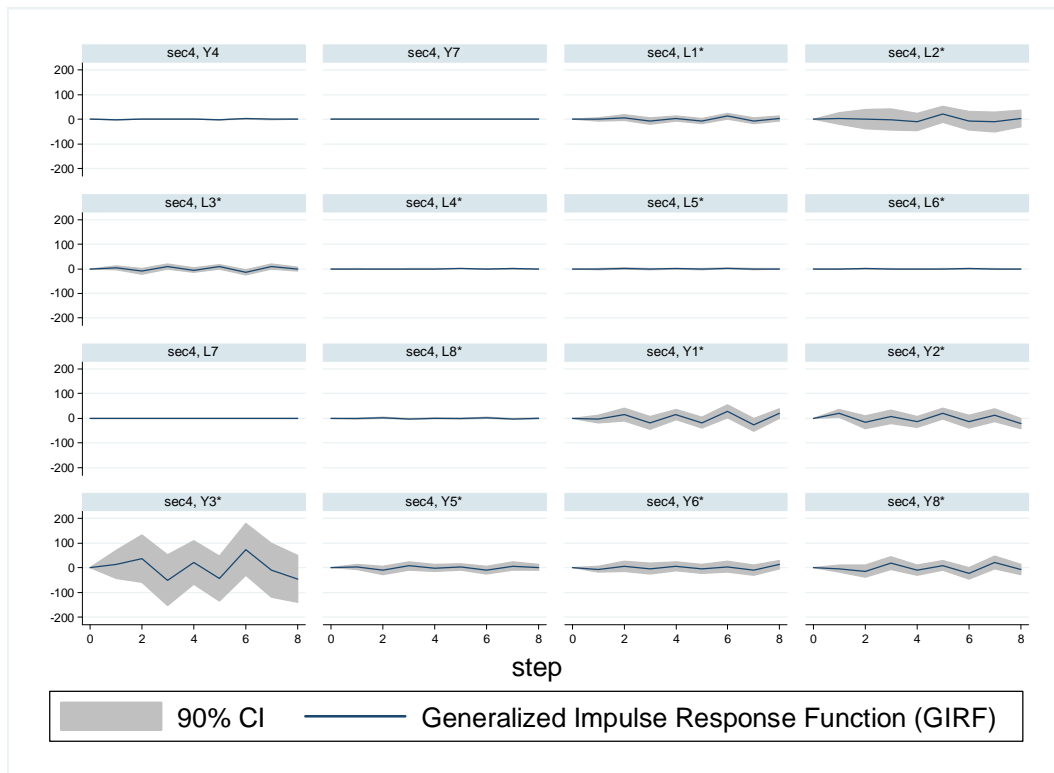 sec4, Y4 sec4, Y7 sec4, L1* sec4, L2*
200
100
0
-100
-200
sec4, L3* sec4, L4* sec4, L5* sec4, L6*
200
100
0
-100
-200
sec4, L7 sec4, L8* sec4, Y1* sec4, Y2*
200
100
0
-100
-200
sec4, Y3* sec4, Y5* sec4, Y6* sec4, Y8*
200
100
0
-100
-200
0 2 4 6 8 0 2 4 6 8 0 2 4 6 8 0 2 4 6 8
step
90% CI Generalized Impulse Response Function (GIRF)